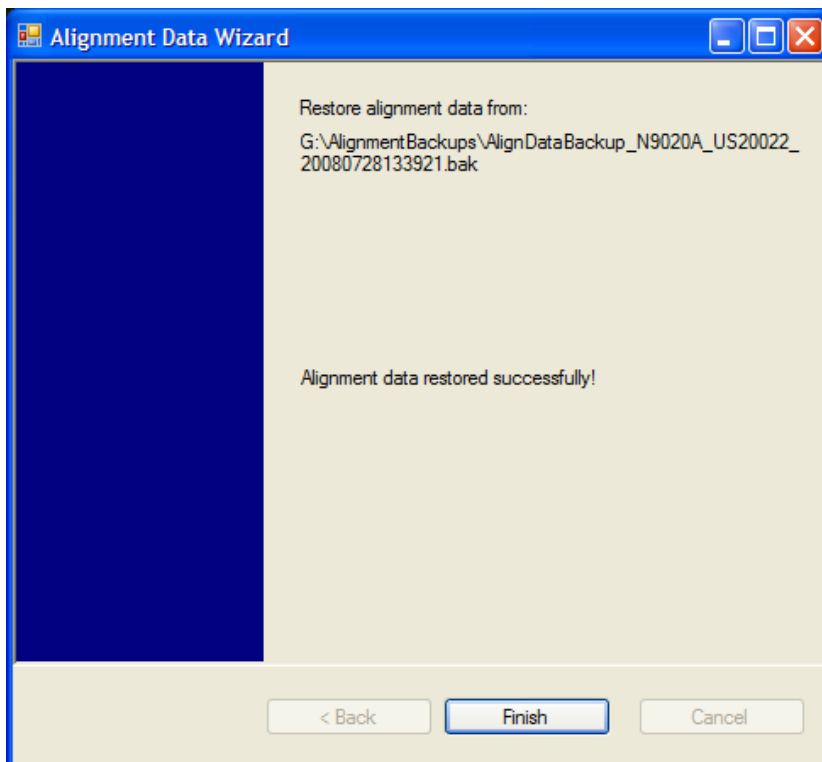 Alignment Data Wizard
Restore alignment data from:
G:\AlignmentBackups\AlignDataBackup_N9020A_US20022_
20080728133921.bak
Alignment data restored successfully!
< Back
Finish
Cancel